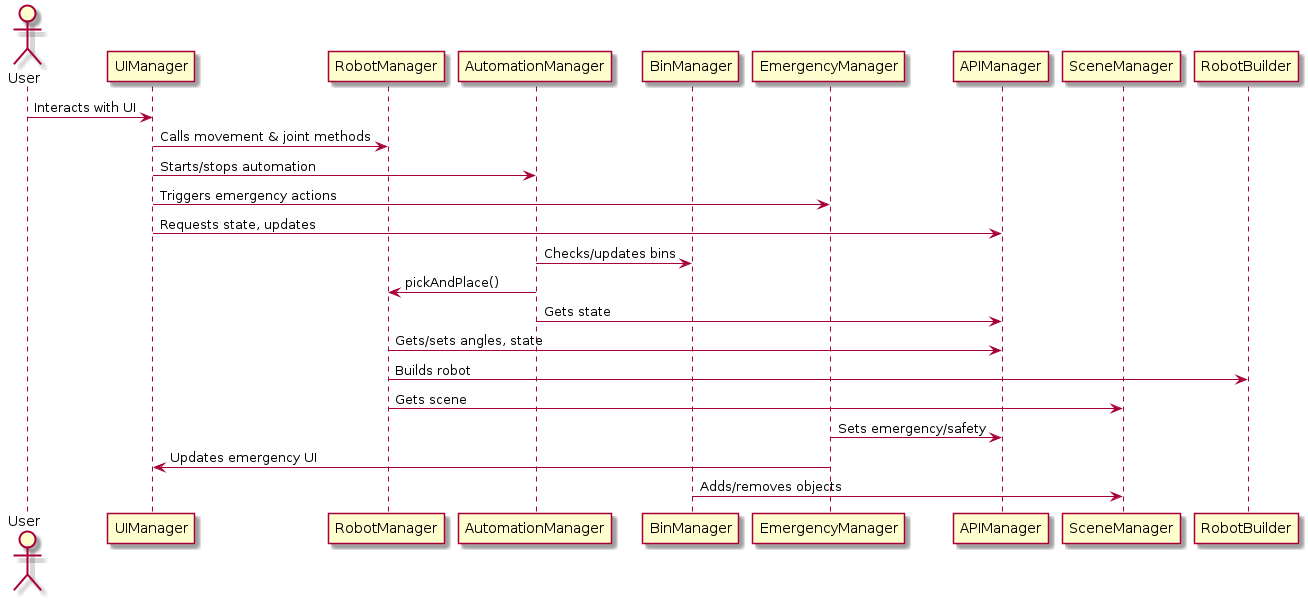 User
UIManager
RobotManager
AutomationManager
BinManager
EmergencyManager
APIManager
SceneManager
RobotBuilder
Interacts with UI
Calls movement & joint methods
Starts/stops automation
Triggers emergency actions
Requests state, updates
Checks/updates bins
pickAndPlace()
Gets state
Gets/sets angles, state
Builds robot
Gets scene
Sets emergency/safety
Updates emergency UI
Adds/removes objects
User
UIManager
RobotManager
AutomationManager
BinManager
EmergencyManager
APIManager
SceneManager
RobotBuilder